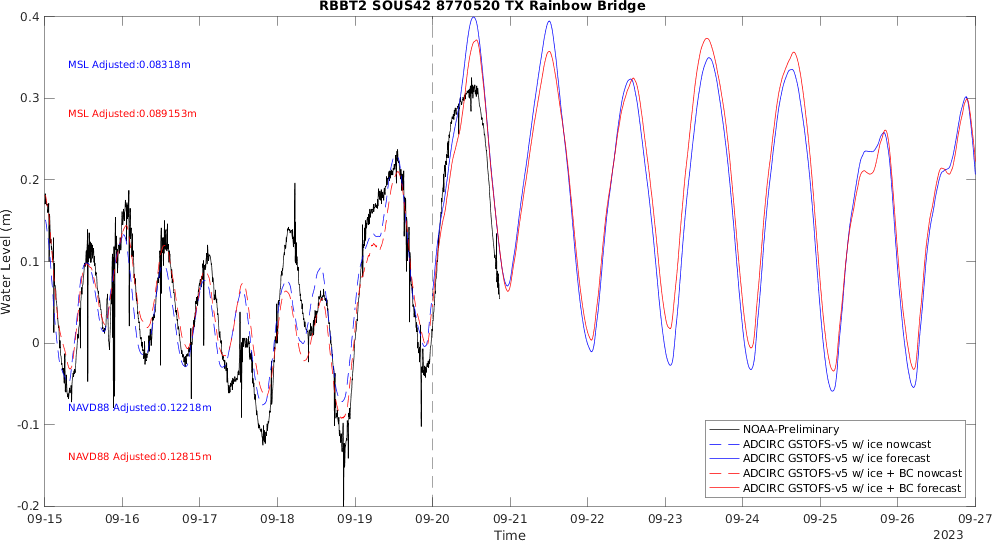 RBBT2 SOUS42 8770520 TX Rainbow Bridge
0.4
0.3
0.2
0.1
0
-0.1
-0.2
Water Level (m)
MSL Adjusted:0.08318m
MSL Adjusted:0.089153m
NAVD88 Adjusted:0.12218m
NAVD88 Adjusted:0.12815m
NOAA-Preliminary
ADCIRC GSTOFS-v5 w/ ice nowcast
ADCIRC GSTOFS-v5 w/ ice forecast
ADCIRC GSTOFS-v5 w/ ice + BC nowcast
ADCIRC GSTOFS-v5 w/ ice + BC forecast
09-15 09-16 09-17 09-18 09-19 09-20 09-21 09-22 09-23 09-24 09-25 09-26 09-27
Time
2023